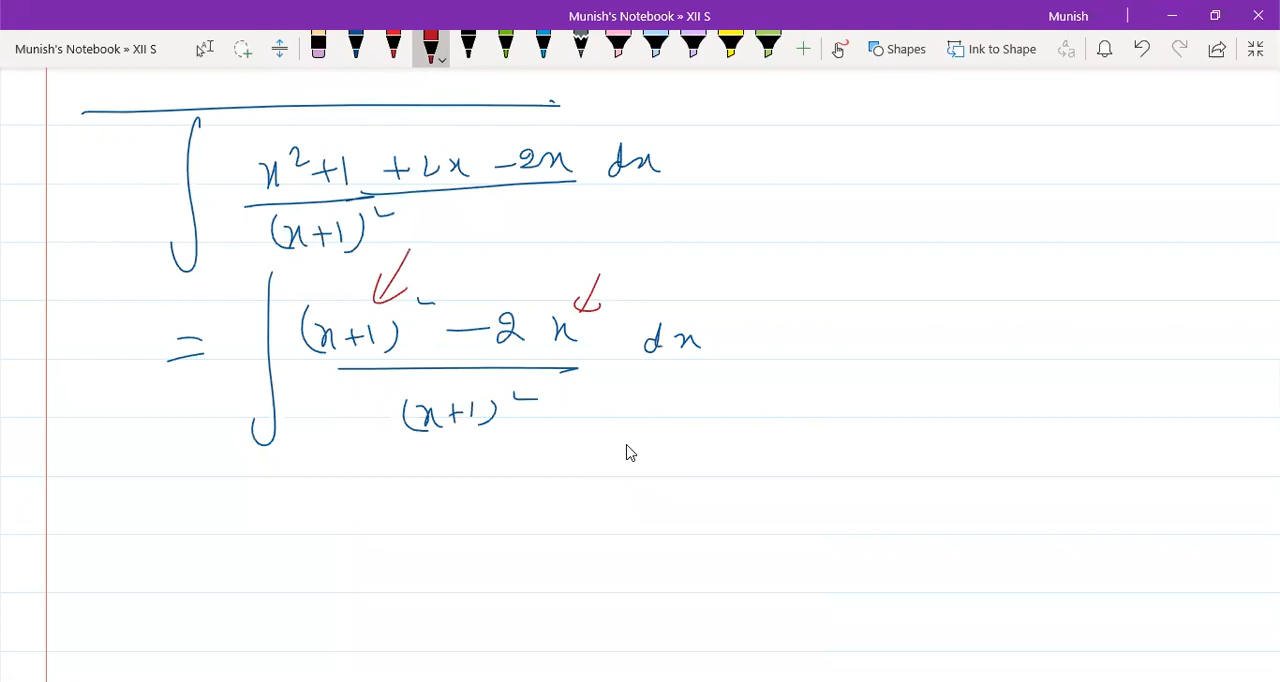 Munish's Notebook » XII S
Munish
Munish's Notebook » XII S
Shapes
Ink to Shape
∫ x² + 1 + 2x - 2x dx
(x+1)²
= ∫ (x+1)² - 2 x dx
(x+1)²